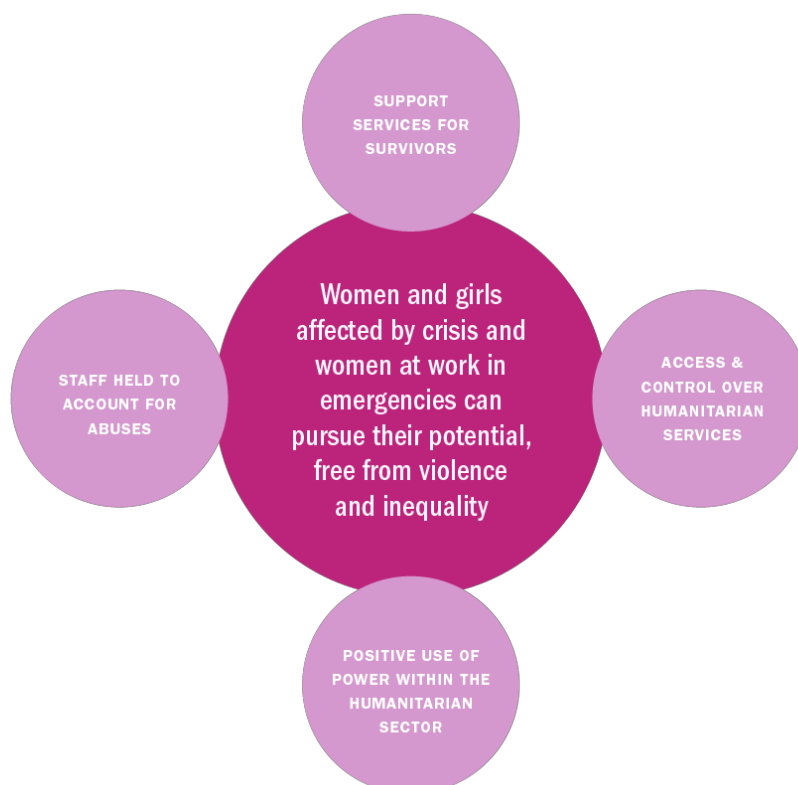 SUPPORT
SERVICES FOR
SURVIVORS
Women and girls
affected by crisis and
women at work in
emergencies can
pursue their potential,
free from violence
and inequality
STAFF HELD TO
ACCOUNT FOR
ABUSES
ACCESS &
CONTROL OVER
HUMANITARIAN
SERVICES
POSITIVE USE OF
POWER WITHIN THE
HUMANITARIAN
SECTOR